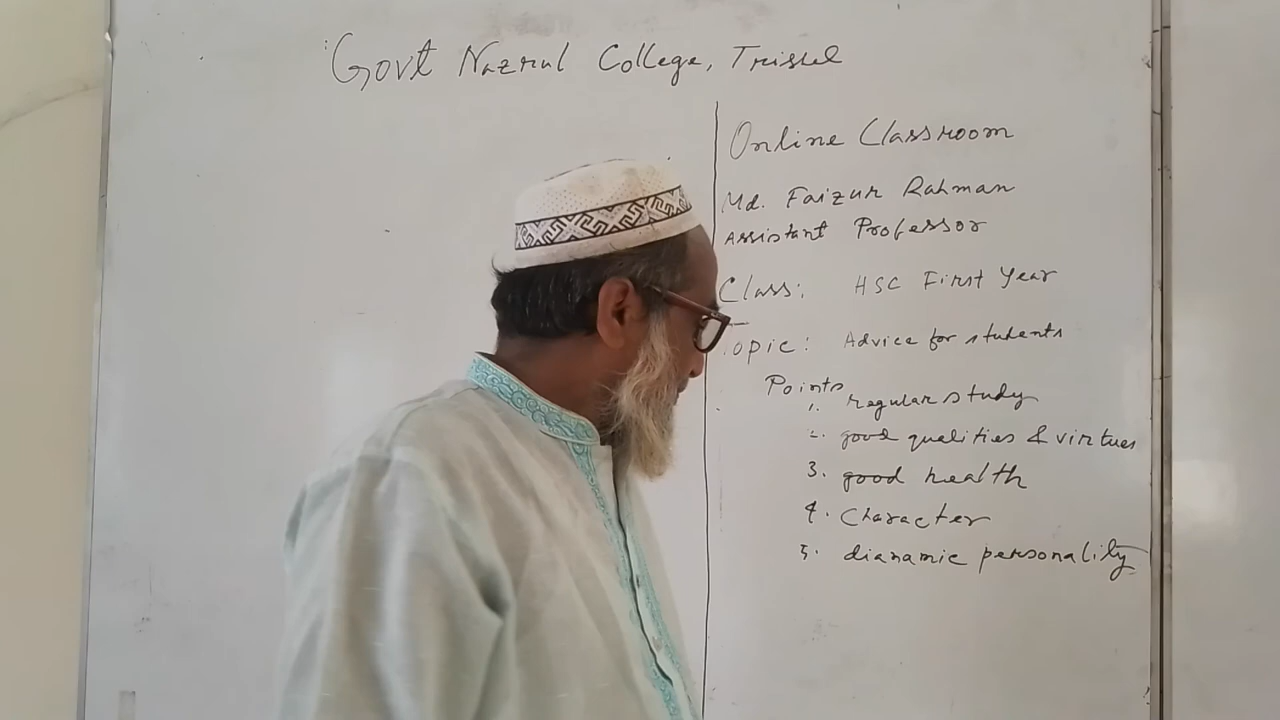 Govt Nazrul College, Trishal
Online Classroom
Md. Faizur Rahman
Assistant Professor
Class: HSC First Year
Topic: Advice for students
Points
1. regular study
2. good qualities & virtues
3. good health
4. Character
5. dianamic personality